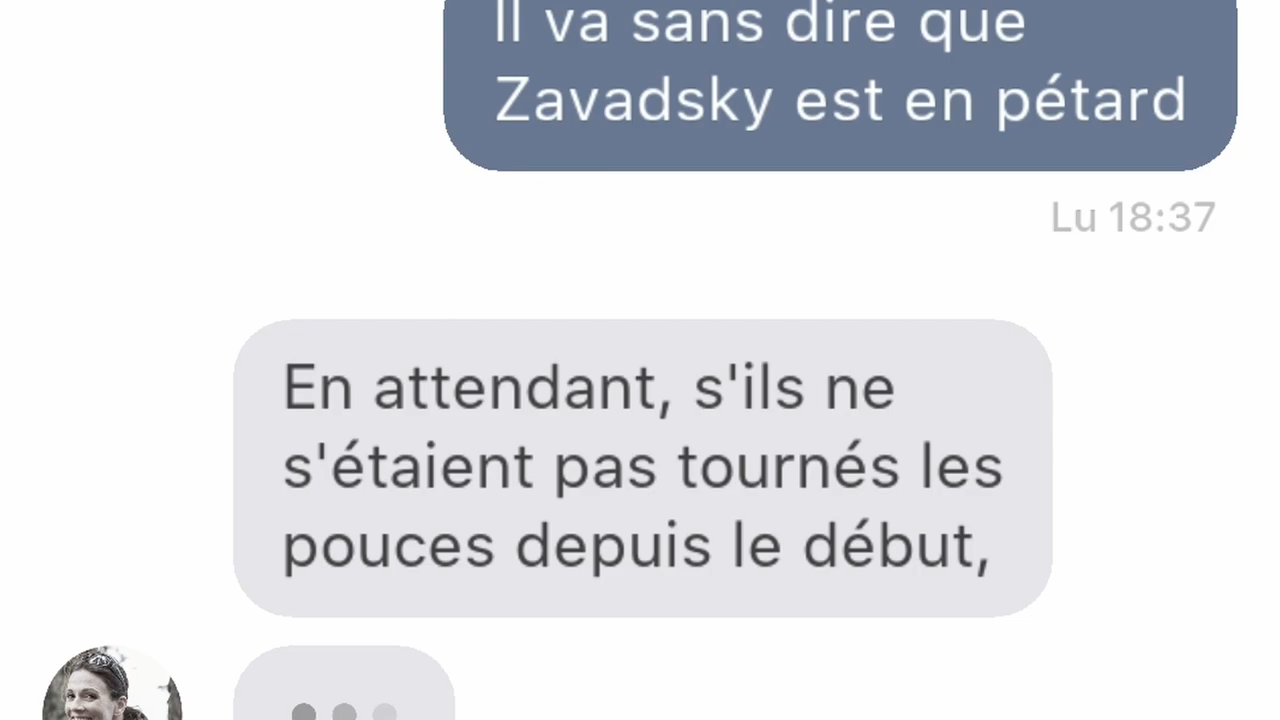 Il va sans dire que
Zavadsky est en pétard
Lu 18:37
En attendant, s'ils ne
s'étaient pas tournés les
pouces depuis le début,